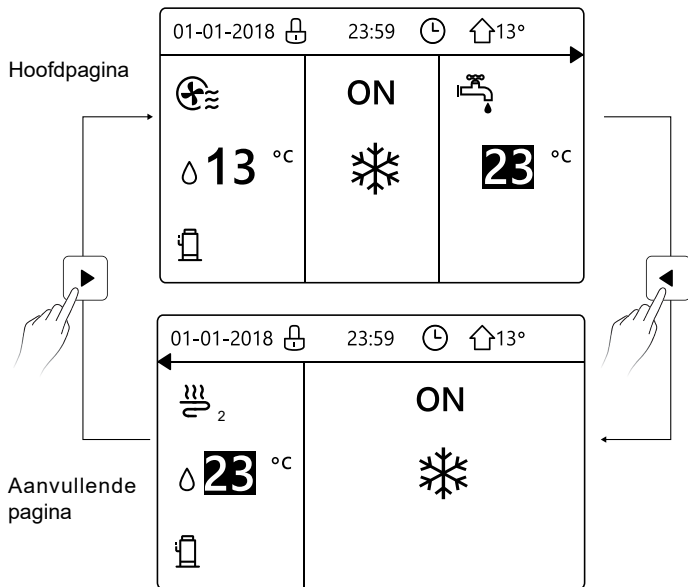 01-01-2018 23:59 13°
Hoofdpagina
ON
13 °C
23 °C
01-01-2018 23:59 13°
2
ON
23 °C
Aanvullende
pagina